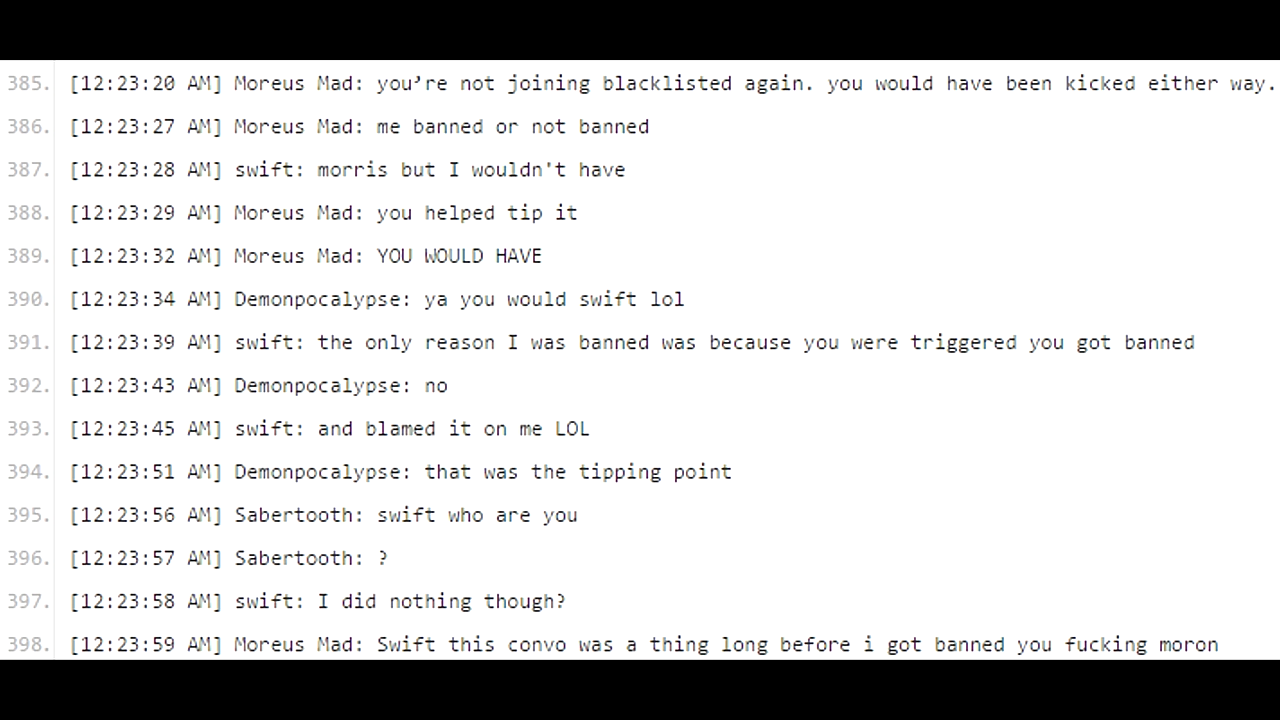 385. [12:23:20 AM] Moreus Mad: you’re not joining blacklisted again. you would have been kicked either way.
386. [12:23:27 AM] Moreus Mad: me banned or not banned
387. [12:23:28 AM] swift: morris but I wouldn't have
388. [12:23:29 AM] Moreus Mad: you helped tip it
389. [12:23:32 AM] Moreus Mad: YOU WOULD HAVE
390. [12:23:34 AM] Demonpocalypse: ya you would swift lol
391. [12:23:39 AM] swift: the only reason I was banned was because you were triggered you got banned
392. [12:23:43 AM] Demonpocalypse: no
393. [12:23:45 AM] swift: and blamed it on me LOL
394. [12:23:51 AM] Demonpocalypse: that was the tipping point
395. [12:23:56 AM] Sabertooth: swift who are you
396. [12:23:57 AM] Sabertooth: ?
397. [12:23:58 AM] swift: I did nothing though?
398. [12:23:59 AM] Moreus Mad: Swift this convo was a thing long before i got banned you fucking moron